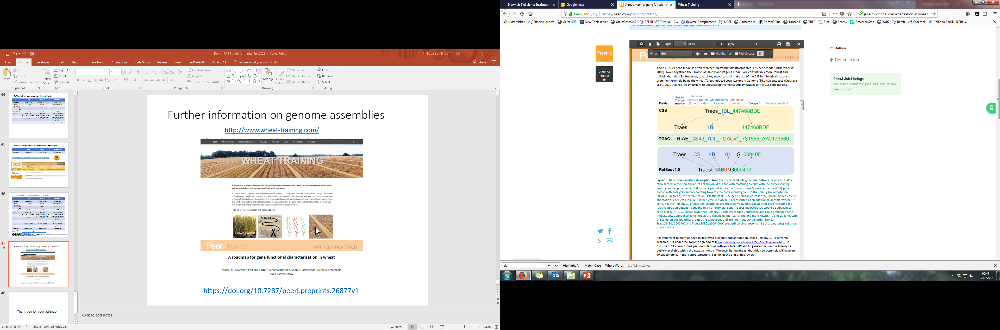 Borrill_RAGT_bioinformatics_July2018 - PowerPoint
Philippa Borrill (JIC)
File Home Developer Insert Design Transitions Animations Slide Show Review View EndNote X8 ACROBAT Tell me what you want to do
Share
Paste
Cut
Copy
Format Painter
Clipboard
New Slide
Layout
Reset
Section
Slides
20
Font
Text Direction
Align Text
Convert to SmartArt
Paragraph
Arrange
Quick Styles
Shape Fill
Shape Outline
Shape Effects
Drawing
Find
Replace
Select
Editing
44
RefSeqv1.0 will be available on EnsemblPlants
45
For now, available at URGI under Toronto agreement
46
3 generations of wheat genome assemblies
47
Further information on genome assemblies
48
Thank you for your attention !
Further information on genome assemblies
http://www.wheat-training.com/
Home Wheat Growth Genomic Resources TILLING All PDFs Links Contributors Contact
WHEAT TRAINING
This website provides background information and practical resources to help both budding wheat scientists as
well as researchers looking to expand their work into wheat.
There is a need to improve crops to feed the world's growing population with the backdrop of climate change. Translation
of fundamental plant biology research (e.g. from Arabidopsis thaliana) into crops such as wheat provides a potential route
to deal with this challenge. However learning even simple tasks such as growing and crossing wheat plants requires time
and effort, while material and methods sections in published articles are often short and cannot substitute teaching aids.
This is also true for more complex topics such as the genomics aspect of wheat.
Here we provide information and training about:
Growing wheat
ACTGCGT
PeerJ Preprints
NOT PEER-REVIEWED
A roadmap for gene functional characterisation in wheat
Nikolai M. Adamski*, Philippa Borrill*, Jemima Brinton*, Sophie Harrington*, Clemence Marchal*
and Cristobal Uauy
https://doi.org/10.7287/peerj.preprints.26877v1
Click to add notes
Slide 47 of 49
English (United Kingdom)
Notes
113%
Norwich BioScience Institutes
Google Keep
A roadmap for gene functional
Wheat Training
PeerJ, Inc. (US)
https://peerj.com/preprints/26877/
gene functional characterisation in wheat.
Most Visited Ensembl wheat CerealsDB New Trick server GrainGenes 2.0 PSI-BLAST Tutorial - C... Reverse Complement NCBI Altmetric it! Primer3Plus Tauschii TREP Rice Brachy ResearchGate WoK Batch Ensembl Philippa Borrill (@Phili...
Preprint
View 74
tweets
Page: 5 of 19
90%
Find: doi
Highlight all
Match case
20
PEER-REV
single TGACv1 gene model is often represented by multiple (fragmented) CSS gene models (Brinton et al.,
2018). Taken together, the TGACv1 assembly and its gene models are considerably more robust and
reliable than the CSS. However, several key resources still make use of the CSS for historical reasons, a
prominent example being the wheat Target Induced Local Lesions in Genome (TILLING) database (Krasileva
et al., 2017). Hence it is important to understand the merits and limitations of the CSS gene models.
Fields:
Species
Triticum
aestivum
Accession
Chinese Spring
(2n = 6x = 42)
Chromosome
location
Annotation
version
Biotype 1
Unique identifier2
CSS
Traes_1BL_447468BDE
Traes_ 1BL_ 447468BDE
TGAC TRIAE_CS42_7DL_TGACv1_731555_AA2173560
Traes CS 4B 01 G 000400
RefSeqv1.0 TraesCS4B01G000400
Figure 3. Gene nomenclature description from the three available gene annotations for wheat. Fields
represented in the nomenclature are shown at the top with matching colours with the corresponding
features in the gene names. Yellow background shows the Chromosome Survey Sequence (CSS) gene
names with dark grey arrows pointing towards the corresponding field in the TGAC gene annotation
(TGACv1, in green), the reference on EnsemblPlants. The gene nomenclature for the upcoming RefSeqv1.0
annotation is depicted in blue. 1 In RefSeqv1.0 biotype is represented as an additional identifier where G=
gene. 2 In the RefSeqv1.0 annotation, identifiers are progressive numbers in steps of 100s reflecting the
relative position between gene models. For example, gene TraesCS4B01G000400 would be adjacent to
gene TraesCS4B01G000500. Note that RefSeqv1.0 comprises High Confidence and Low Confidence gene
models. Low Confidence gene models are flagged by the "LC" at the end (not shown). HC and LC genes with
the same unique identifier are not the same locus and are not in sequential order. Hence
TraesCS4B01G000400 and TraesCS4B01G000400LC are both on chromosome 4B but are not physically next
to each other.
It is important to mention that an improved assembly and annotation, called Refseqv1.0, is currently
available, but under the Toronto agreement (https://wheat-urgi.versailles.inra.fr/Seq-Repository/Assemblies). It
consists of 21 chromosome pseudomolecules with annotated HC and LC gene models and will likely be
publicly available within the next six months. We describe the impact that this new assembly will have on
wheat genomics in the 'Future Directions' section at the end of this review.
Outline
Return to top
PeerJ Job Listings
List & find academic jobs on PeerJ for free.
Learn more
doi
Highlight All
Match Case
Whole Words
1 of 13 matches
09:47
12/07/2018